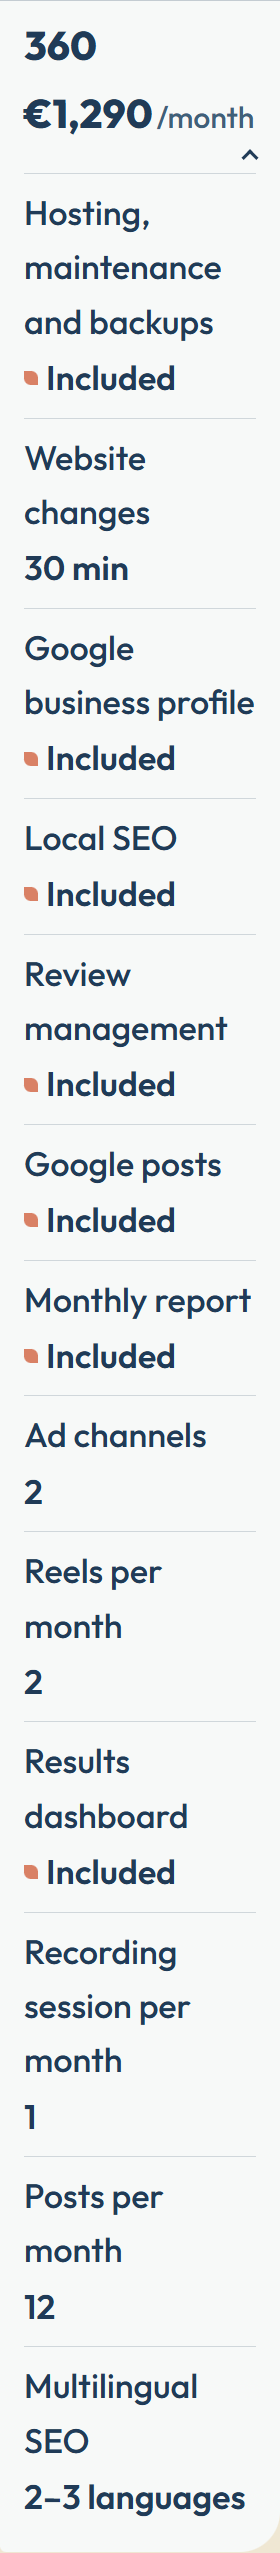 360
€1,290 /month
Hosting,
maintenance
and backups
Included
Website
changes
30 min
Google
business profile
Included
Local SEO
Included
Review
management
Included
Google posts
Included
Monthly report
Included
Ad channels
2
Reels per
month
2
Results
dashboard
Included
Recording
session per
month
1
Posts per
month
12
Multilingual
SEO
2–3 languages